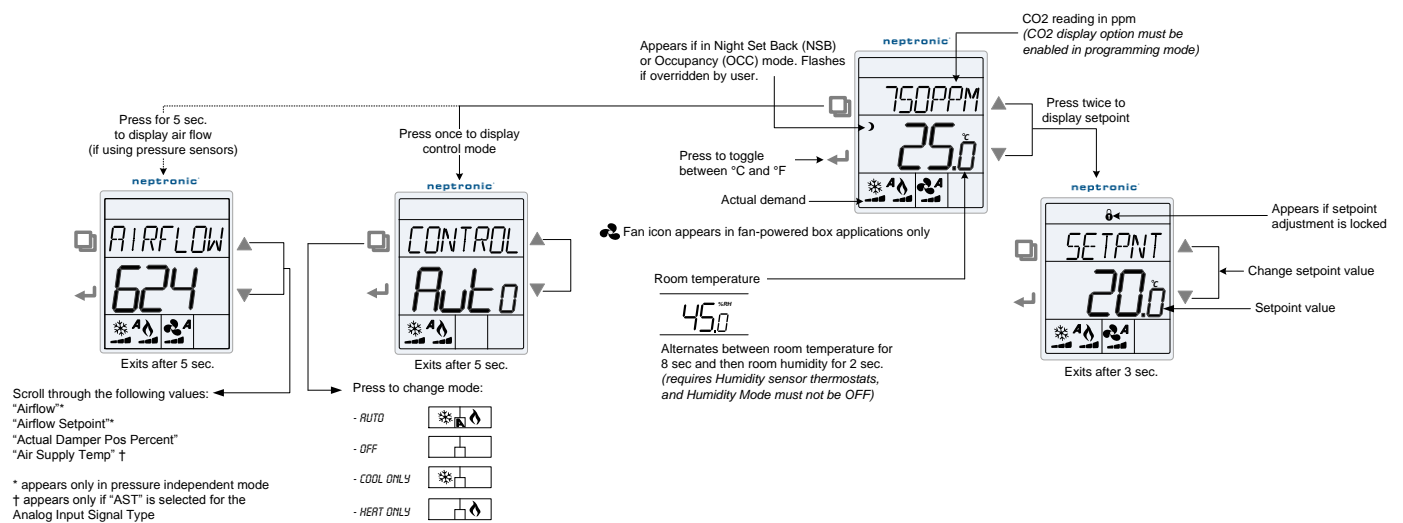 CO2 reading in ppm
(CO2 display option must be
enabled in programming mode)
Appears if in Night Set Back (NSB)
or Occupancy (OCC) mode. Flashes
if overridden by user.
neptronic
750PPM
25.0
°C
A
A
Press to toggle
between °C and °F
Actual demand
Press twice to
display setpoint
Fan icon appears in fan-powered box applications only
Press for 5 sec.
to display air flow
(if using pressure sensors)
neptronic
AIRFLOW
624
A
A
Exits after 5 sec.
Scroll through the following values:
"Airflow"*
"Airflow Setpoint"*
"Actual Damper Pos Percent"
"Air Supply Temp" †
* appears only in pressure independent mode
† appears only if "AST" is selected for the
Analog Input Signal Type
Press once to display
control mode
neptronic
CONTROL
Auto
A
Exits after 5 sec.
Press to change mode:
- AUTO
A
- OFF
- COOL ONLY
- HEAT ONLY
Room temperature
45.0
%RH
Alternates between room temperature for
8 sec and then room humidity for 2 sec.
(requires Humidity sensor thermostats,
and Humidity Mode must not be OFF)
neptronic
SETPNT
20.0
°C
A
A
Exits after 3 sec.
Appears if setpoint
adjustment is locked
Change setpoint value
Setpoint value